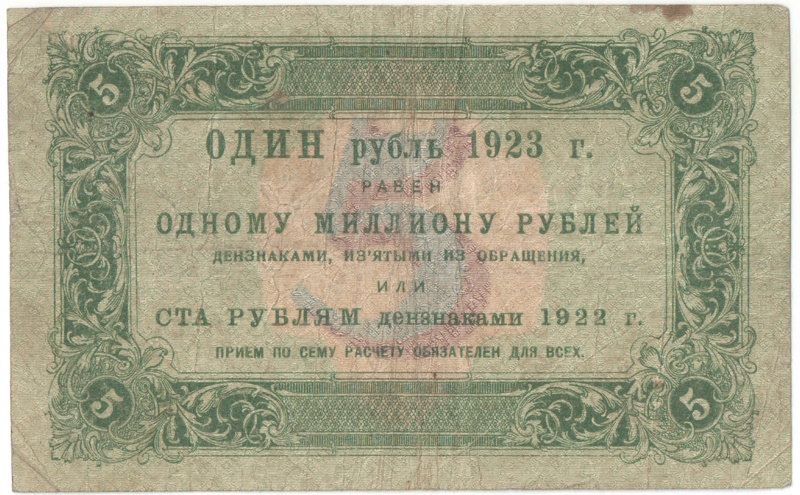 5 5
ОДИН рубль 1923 г.
РАВЕН
ОДНОМУ МИЛЛИОНУ РУБЛЕЙ
ДЕНЗНАКАМИ, ИЗ'ЯТЫМИ ИЗ ОБРАЩЕНИЯ,
5
ИЛИ
СТА РУБЛЯМ дензнаками 1922 г.
ПРИЕМ ПО СЕМУ РАСЧЕТУ ОБЯЗАТЕЛЕН ДЛЯ ВСЕХ.
5 5